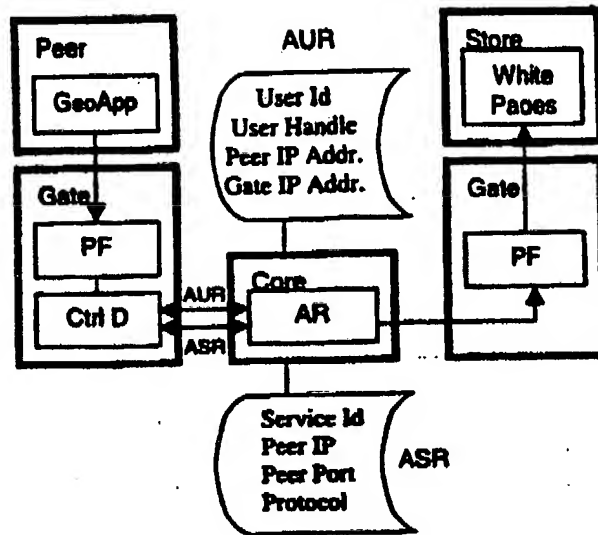 Peer
GeoApp
AUR
Store
White
Pages
User Id
User Handle
Peer IP Addr.
Gate IP Addr.
Gate
PF
Ctrl D
AUR
ASR
Core
AR
Gate
PF
Service Id
Peer IP
Peer Port
Protocol
ASR